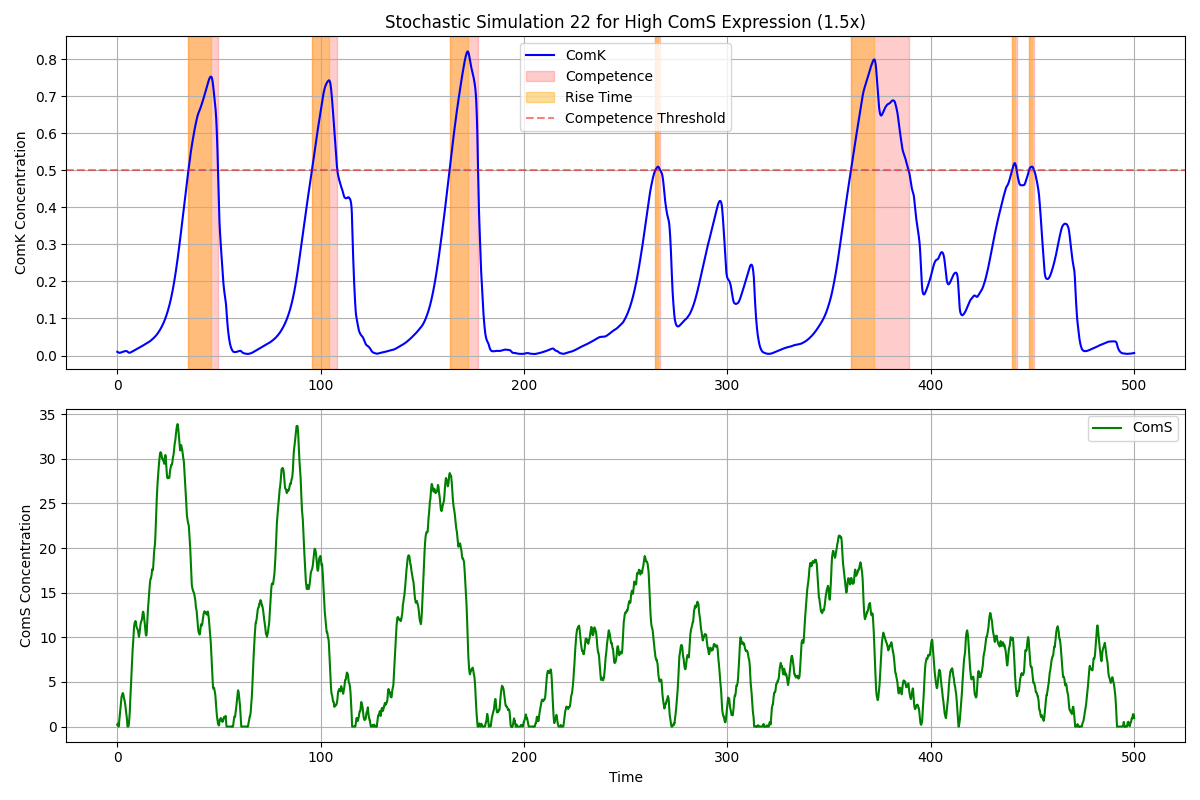 Stochastic Simulation 22 for High ComS Expression (1.5x)
ComK
Competence
Rise Time
Competence Threshold
ComK Concentration
0.8
0.7
0.6
0.5
0.4
0.3
0.2
0.1
0.0
0 100 200 300 400 500
ComS
ComS Concentration
35
30
25
20
15
10
5
0
0 100 200 300 400 500
Time